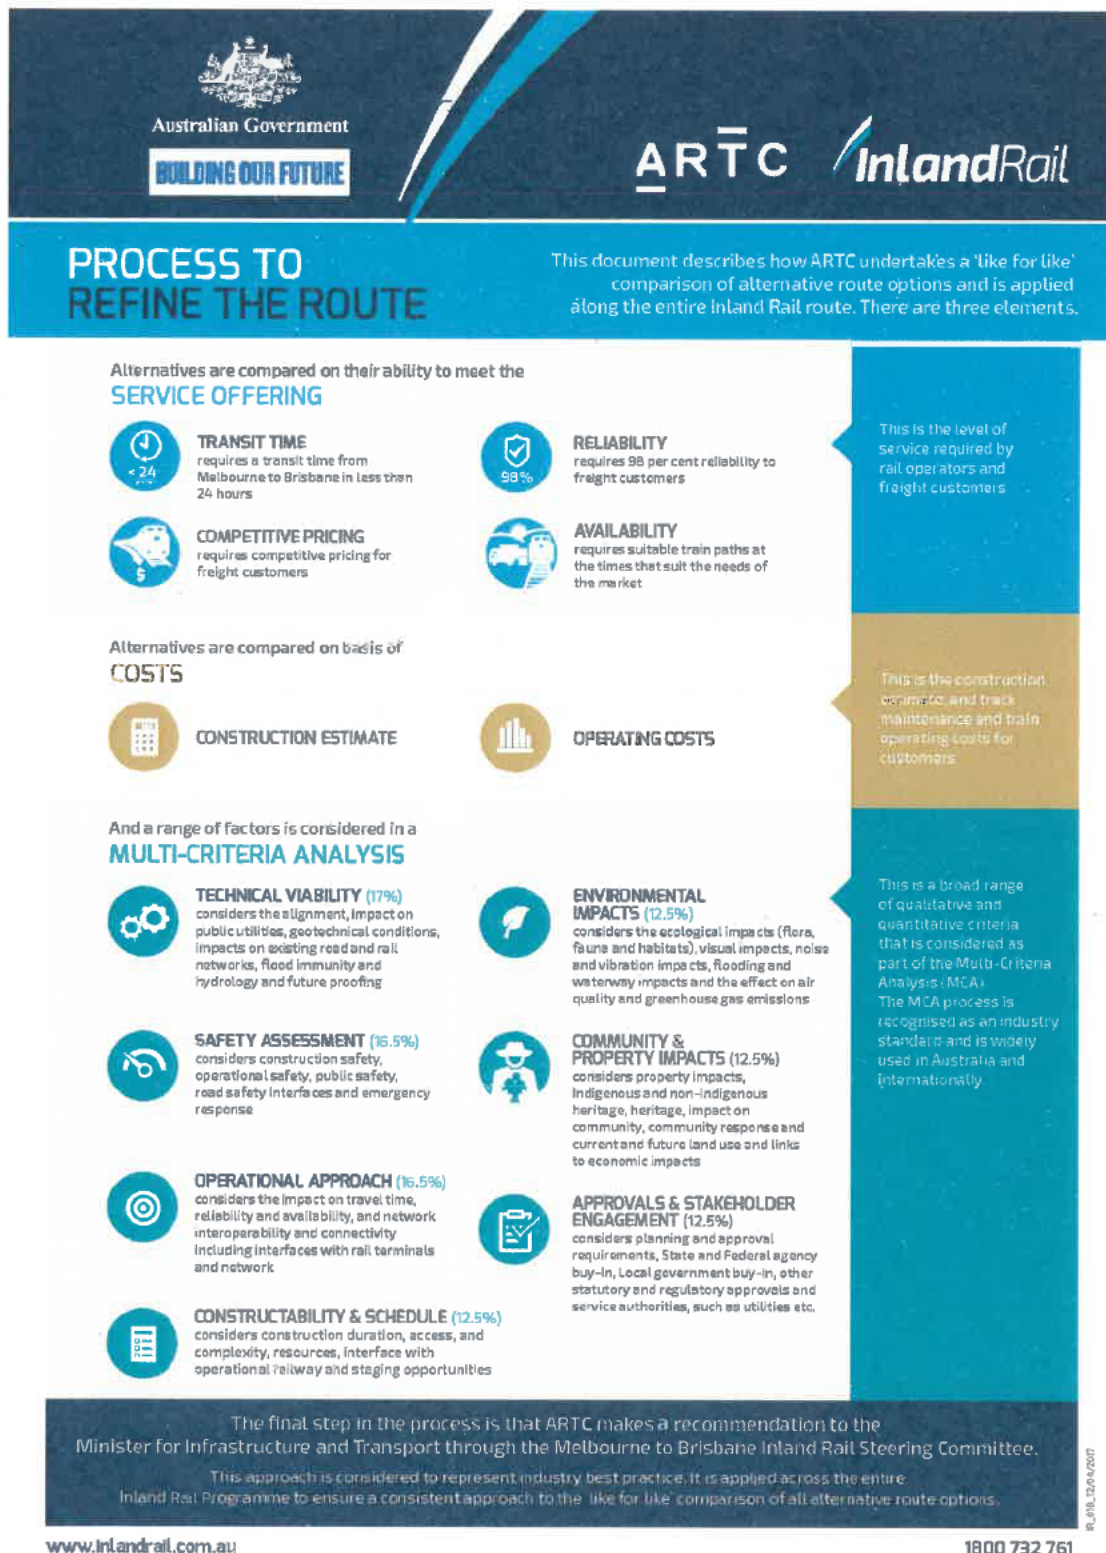 Australian Government
BUILDING OUR FUTURE
ARTC
InlandRail
PROCESS TO
REFINE THE ROUTE
This document describes how ARTC undertakes a 'like for like'
comparison of alternative route options and is applied
along the entire Inland Rail route. There are three elements.
Alternatives are compared on their ability to meet the
SERVICE OFFERING
< 24
TRANSIT TIME
requires a transit time from
Melbourne to Brisbane in less than
24 hours
98%
RELIABILITY
requires 98 per cent reliability to
freight customers
$
COMPETITIVE PRICING
requires competitive pricing for
freight customers
AVAILABILITY
requires suitable train paths at
the times that suit the needs of
the market
This is the level of
service required by
rail operators and
freight customers
Alternatives are compared on basis of
COSTS
CONSTRUCTION ESTIMATE
OPERATING COSTS
This is the construction
estimate, and track
maintenance and train
operating costs for
customers
And a range of factors is considered in a
MULTI-CRITERIA ANALYSIS
TECHNICAL VIABILITY (17%)
considers the alignment, impact on
public utilities, geotechnical conditions,
impacts on existing road and rail
networks, flood immunity and
hydrology and future proofing
SAFETY ASSESSMENT (16.5%)
considers construction safety,
operational safety, public safety,
road safety interfaces and emergency
response
OPERATIONAL APPROACH (16.5%)
considers the impact on travel time,
reliability and availability, and network
interoperability and connectivity
including interfaces with rail terminals
and network
CONSTRUCTABILITY & SCHEDULE (12.5%)
considers construction duration, access, and
complexity, resources, interface with
operational railway and staging opportunities
ENVIRONMENTAL
IMPACTS (12.5%)
considers the ecological impacts (flora,
fauna and habitats), visual impacts, noise
and vibration impacts, flooding and
waterway impacts and the effect on air
quality and greenhouse gas emissions
COMMUNITY &
PROPERTY IMPACTS (12.5%)
considers property impacts,
Indigenous and non-Indigenous
heritage, heritage, impact on
community, community response and
current and future land use and links
to economic impacts
APPROVALS & STAKEHOLDER
ENGAGEMENT (12.5%)
considers planning and approval
requirements, State and Federal agency
buy-in, Local government buy-in, other
statutory and regulatory approvals and
service authorities, such as utilities etc.
This is a broad range
of qualitative and
quantitative criteria
that is considered as
part of the Multi-Criteria
Analysis (MCA)
The MCA process is
recognised as an industry
standard and is widely
used in Australia and
internationally
The final step in the process is that ARTC makes a recommendation to the
Minister for Infrastructure and Transport through the Melbourne to Brisbane Inland Rail Steering Committee.
This approach is considered to represent industry best practice. It is applied across the entire
Inland Rail Programme to ensure a consistent approach to the like for like comparison of all alternative route options.
IR_010_12/04/2017
www.inlandrail.com.au
1800 732 761